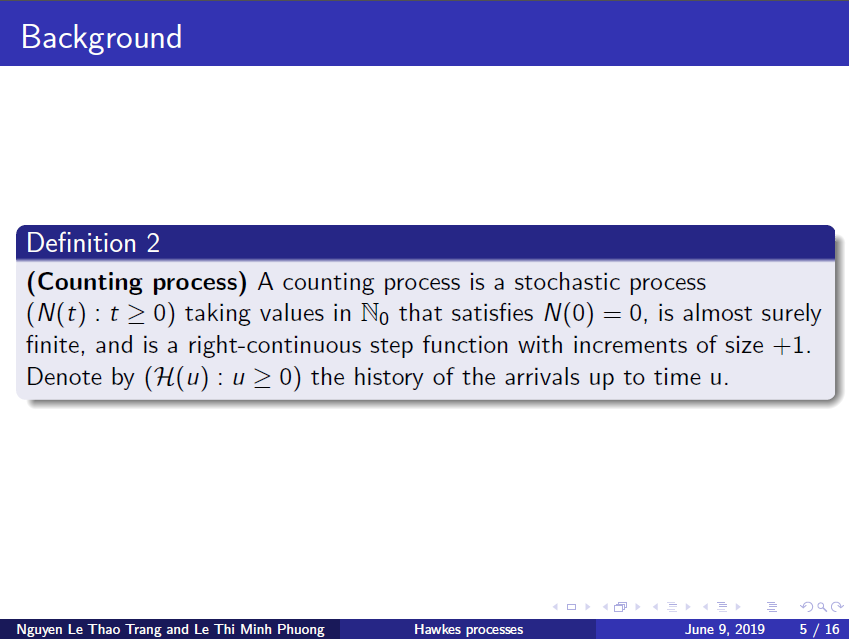 Background
Definition 2
(Counting process) A counting process is a stochastic process
(N(t) : t ≥ 0) taking values in ℕ₀ that satisfies N(0) = 0, is almost surely
finite, and is a right-continuous step function with increments of size +1.
Denote by (ℋ(u) : u ≥ 0) the history of the arrivals up to time u.
Nguyen Le Thao Trang and Le Thi Minh Phuong Hawkes processes June 9, 2019 5 / 16